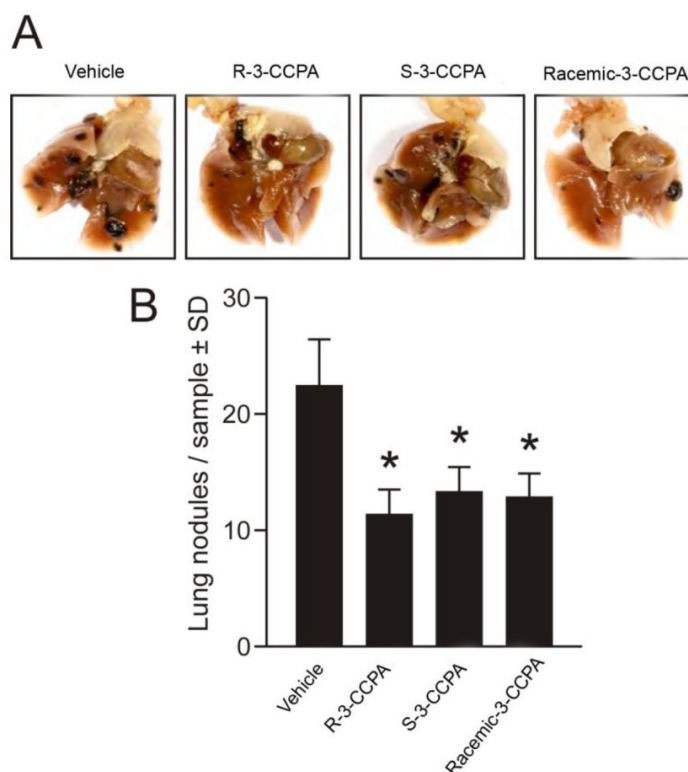 A
Vehicle
R-3-CCPA
S-3-CCPA
Racemic-3-CCPA
B
Lung nodules / sample ± SD
30
20
10
0
*
*
*
Vehicle
R-3-CCPA
S-3-CCPA
Racemic-3-CCPA